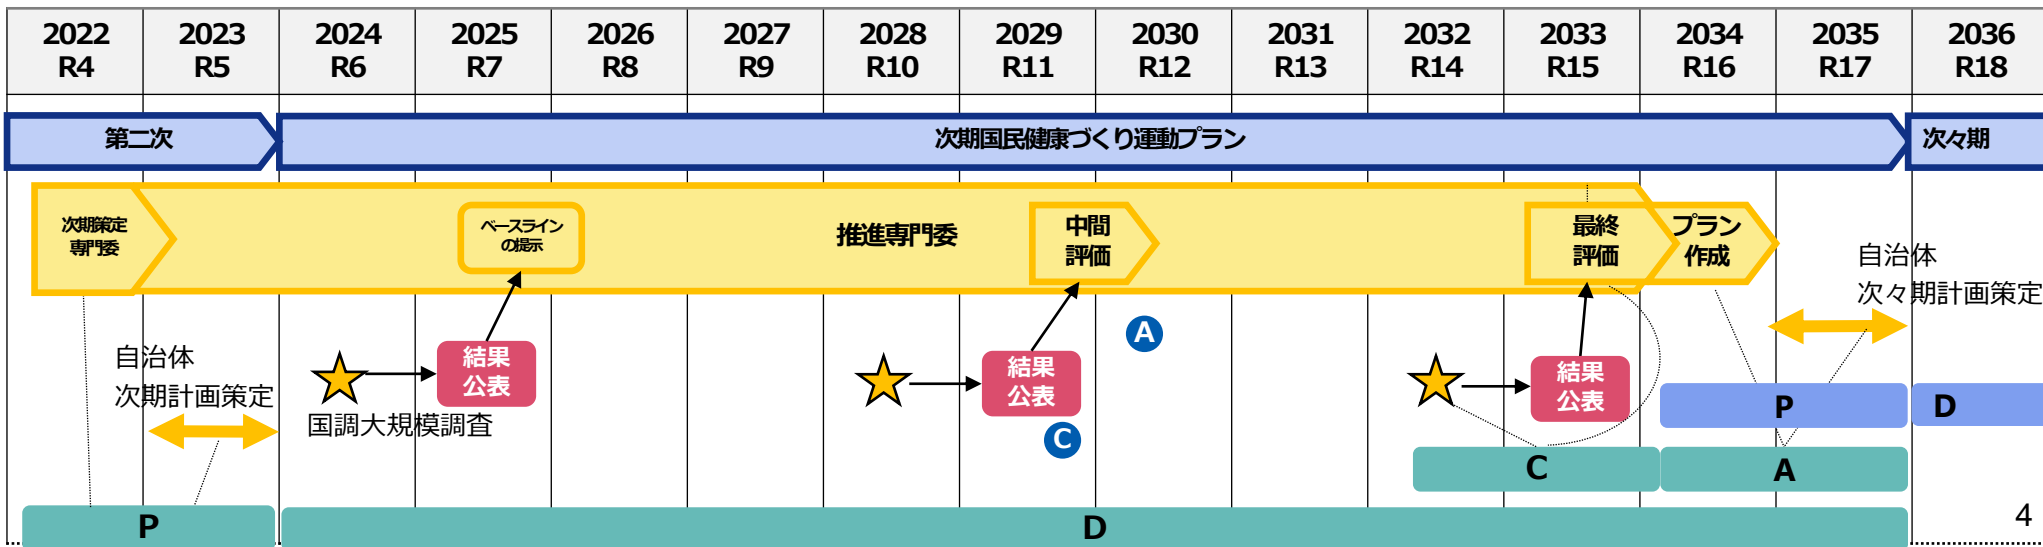 2022 2023 2024 2025 2026 2027 2028 2029 2030 2031 2032 2033 2034 2035 2036
R4 R5 R6 R7 R8 R9 R10 R11 R12 R13 R14 R15 R16 R17 R18
第二次
次期国民健康づくり運動プラン
次々期
次期策定
専門委
ベースライン
の提示
推進専門委
中間
評価
最終
評価
プラン
作成
自治体
次々期計画策定
自治体
次期計画策定
結果
公表
国調大規模調査
結果
公表
A
C
結果
公表
P
D
C
A
P
D
4